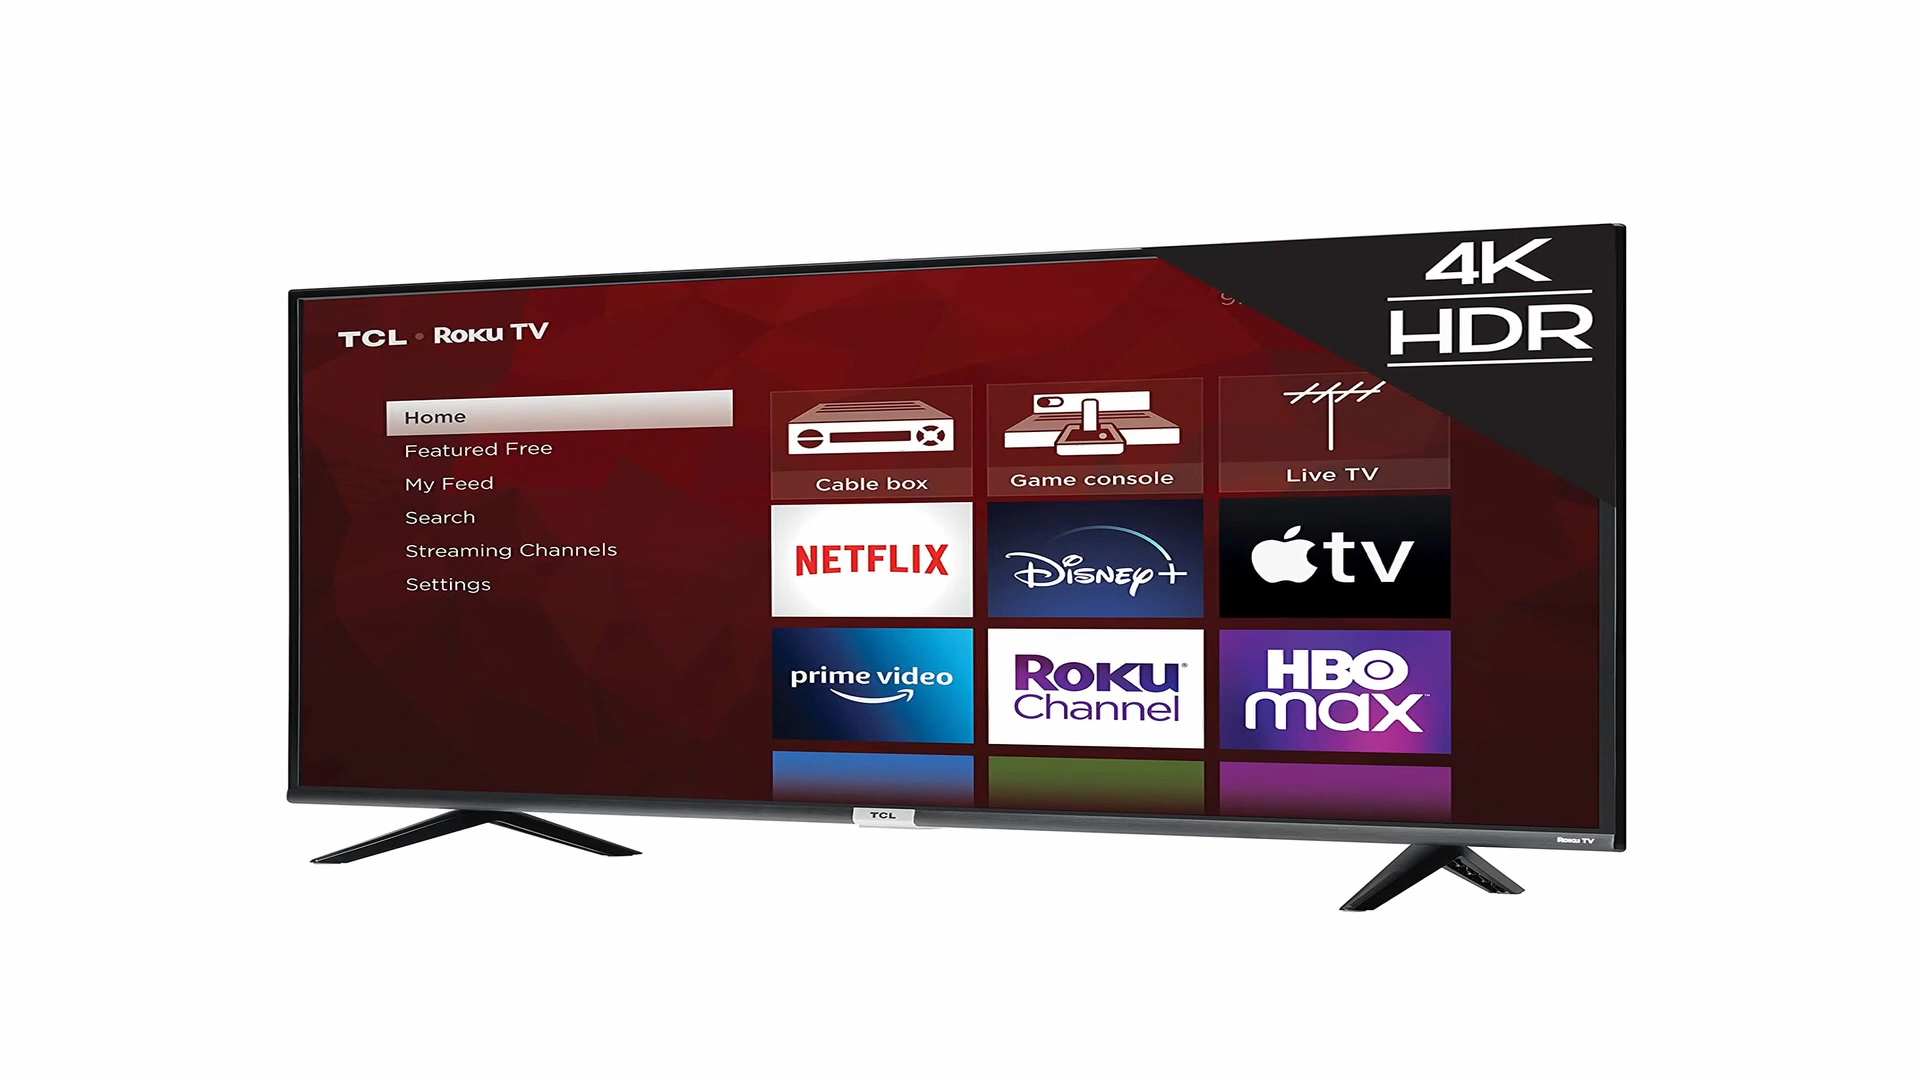 4K
HDR
TCL • Roku TV
Home
Featured Free
My Feed
Search
Streaming Channels
Settings
Cable box
Game console
Live TV
NETFLIX
Disney+
tv
prime video
Roku
Channel
HBO
max
TCL
Roku TV